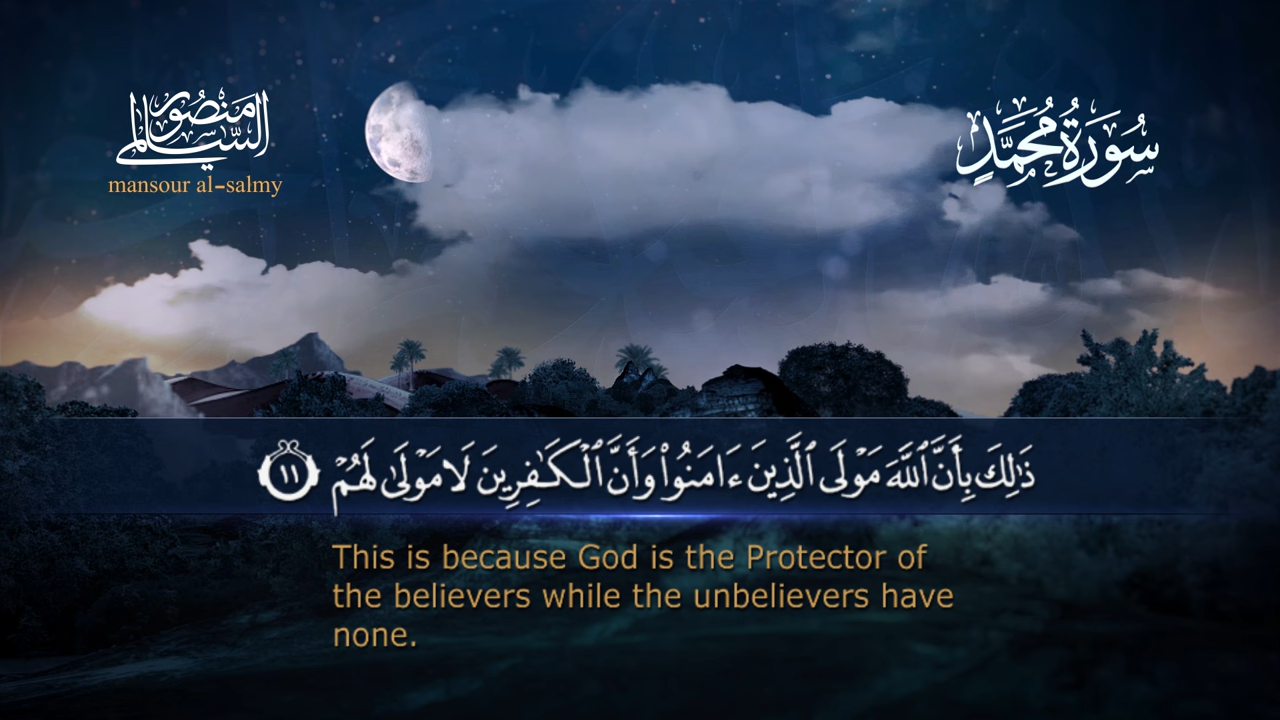 منصور السالمي
mansour al-salmy
سُورَةُ مُحَمَّدٍ
ذَٰلِكَ بِأَنَّ ٱللَّهَ مَوْلَى ٱلَّذِينَ ءَامَنُوا۟ وَأَنَّ ٱلْكَـٰفِرِينَ لَا مَوْلَىٰ لَهُمْ ١١
This is because God is the Protector of
the believers while the unbelievers have
none.